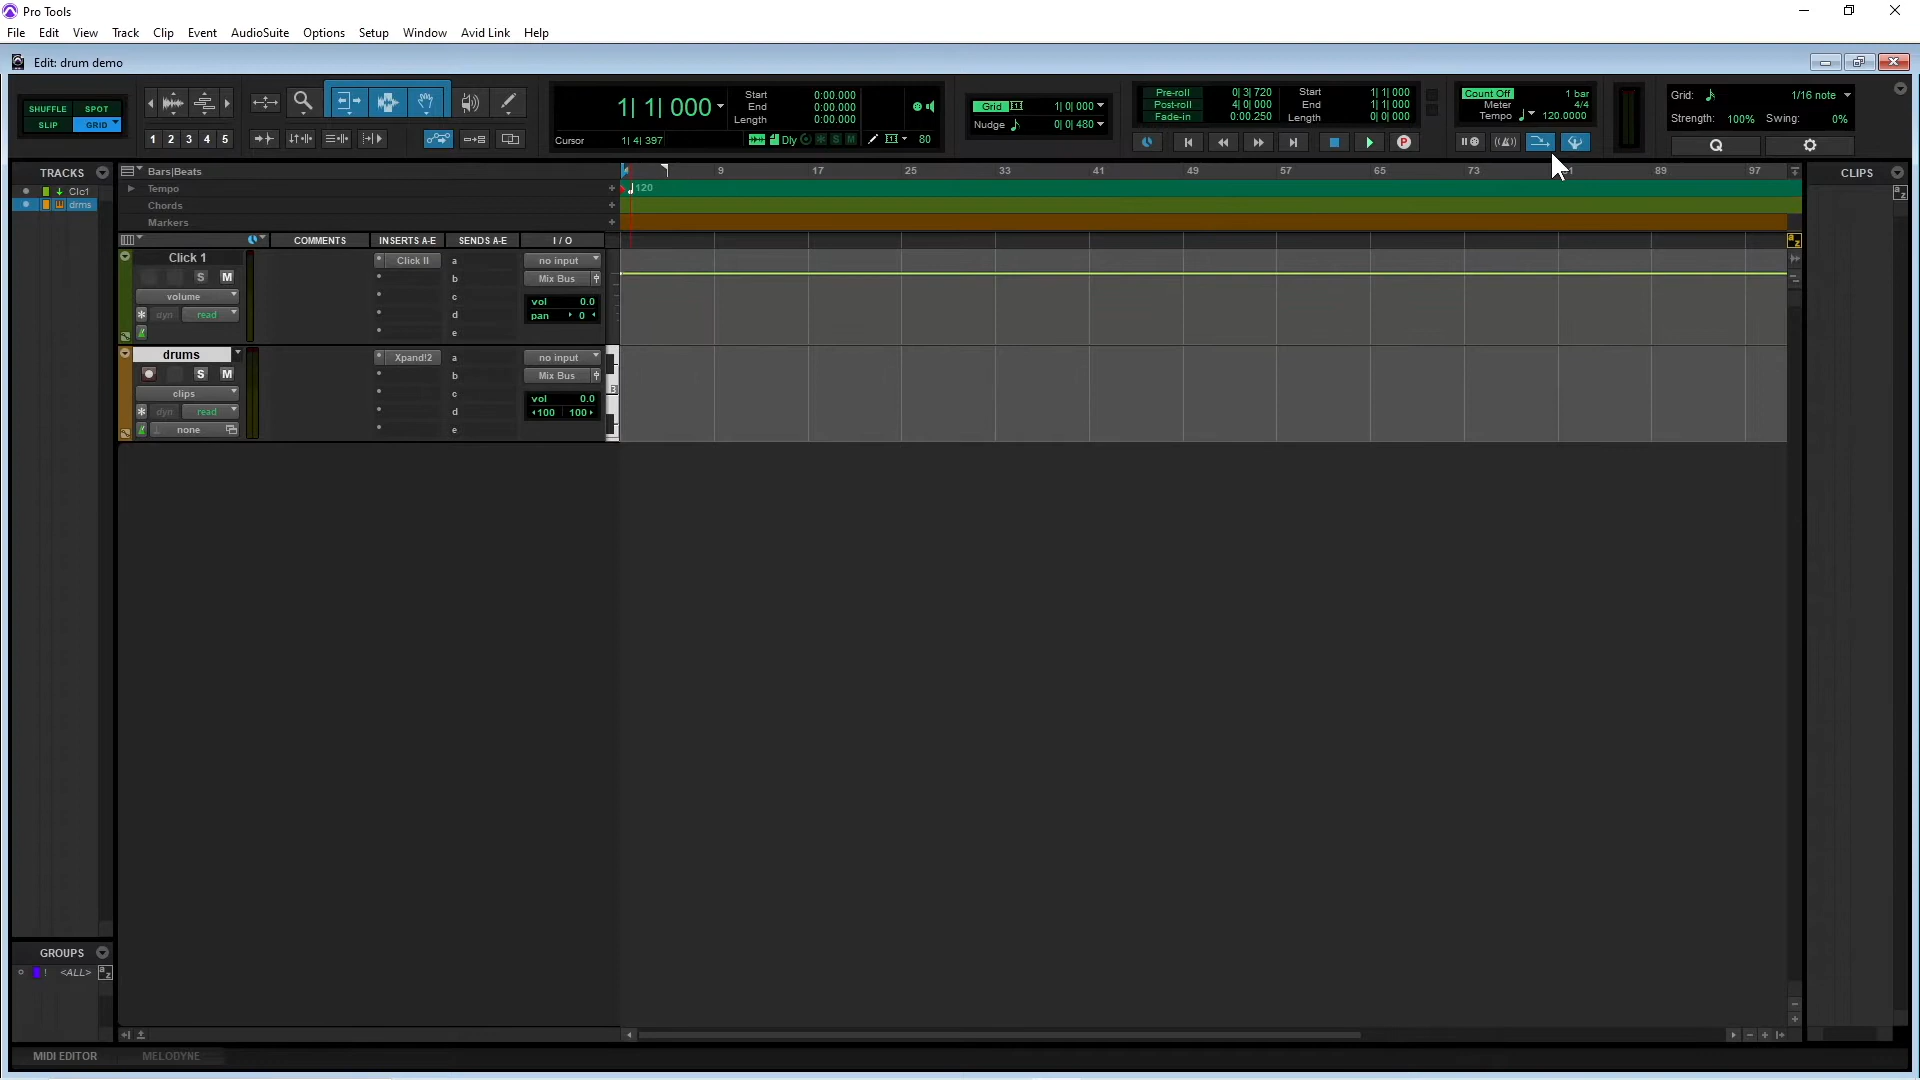 Pro Tools
File Edit View Track Clip Event AudioSuite Options Setup Window Avid Link Help
Edit: drum demo
SHUFFLE SPOT
SLIP GRID
1 2 3 4 5
1| 1| 000
Start 0:00.000
End 0:00.000
Length 0:00.000
Cursor 1| 4| 397
Dly S M 80
Grid 1| 0| 000
Nudge 0| 0| 480
Pre-roll 0| 3| 720
Post-roll 4| 0| 000
Fade-in 0:00.250
Start 1| 1| 000
End 1| 1| 000
Length 0| 0| 000
P
Count Off 1 bar
Meter 4/4
Tempo 120.0000
Grid: 1/16 note
Strength: 100% Swing: 0%
Q
TRACKS
Clc1
drms
Bars|Beats
9 17 25 33 41 49 57 65 73 89 97
Tempo 120
Chords
Markers
COMMENTS INSERTS A-E SENDS A-E I / O
Click 1
S M
volume
dyn read
Click II
a
b
c
d
e
no input
Mix Bus
vol 0.0
pan 0
drums
S M
clips
dyn read
none
Xpand!2
a
b
c
d
e
no input
Mix Bus
vol 0.0
100 100
CLIPS
GROUPS
! <ALL>
MIDI EDITOR MELODYNE